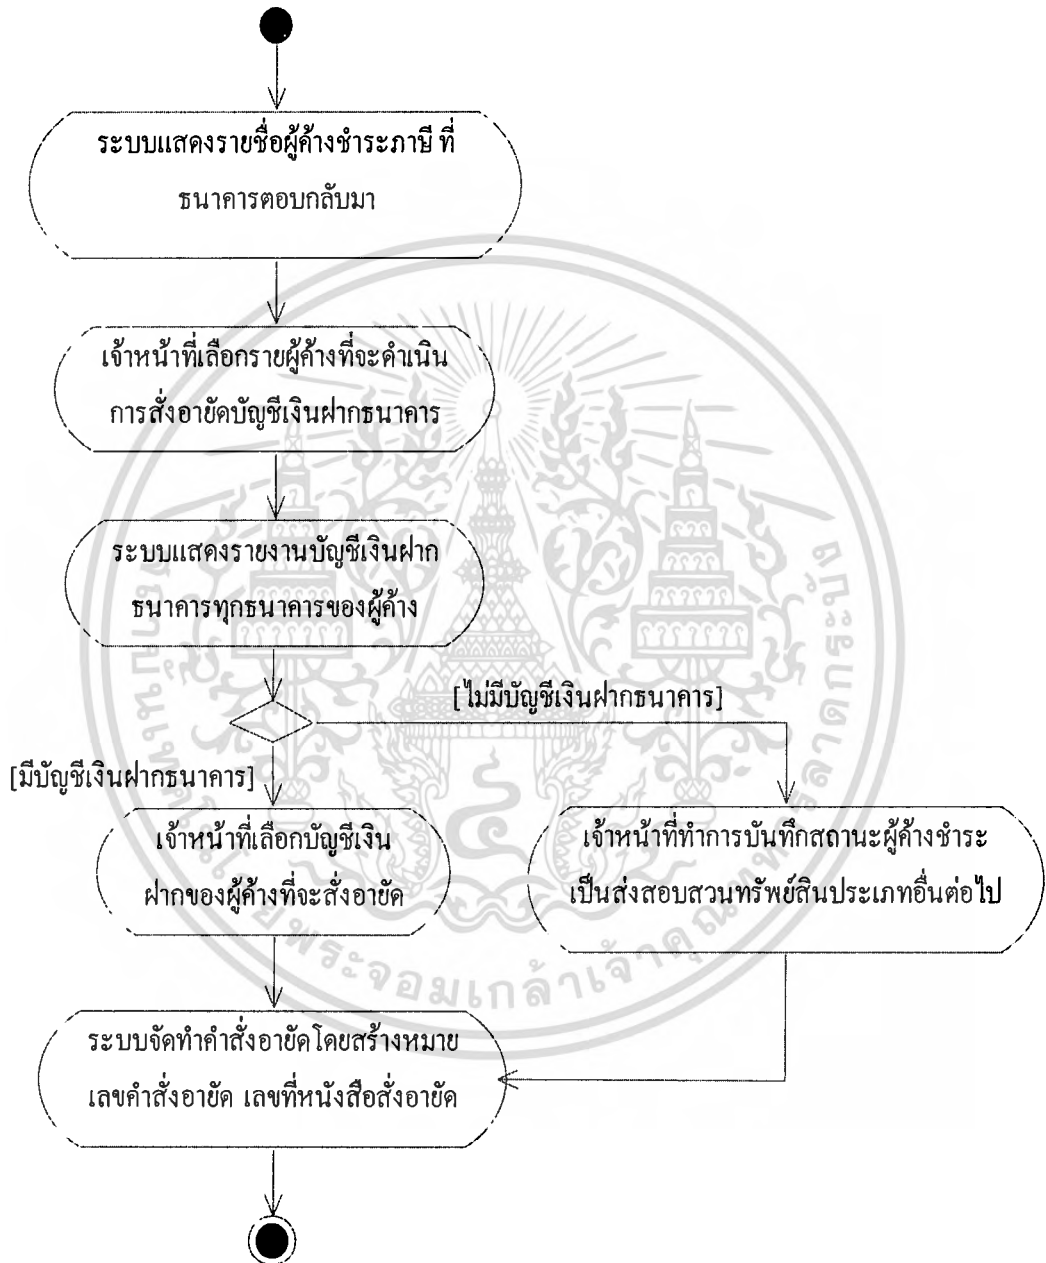 ระบบแสดงรายชื่อผู้ค้างชำระภาษี ที่
ธนาคารตอบกลับมา
เจ้าหน้าที่เลือกรายผู้ค้างที่จะดำเนิน
การสั่งอายัดบัญชีเงินฝากธนาคาร
ระบบแสดงรายงานบัญชีเงินฝาก
ธนาคารทุกธนาคารของผู้ค้าง
[ไม่มีบัญชีเงินฝากธนาคาร]
[มีบัญชีเงินฝากธนาคาร]
เจ้าหน้าที่เลือกบัญชีเงิน
ฝากของผู้ค้างที่จะสั่งอายัด
เจ้าหน้าที่ทำการบันทึกสถานะผู้ค้างชำระ
เป็นส่งสอบสวนทรัพย์สินประเภทอื่นต่อไป
ระบบจัดทำคำสั่งอายัดโดยสร้างหมาย
เลขคำสั่งอายัด เลขที่หนังสือสั่งอายัด